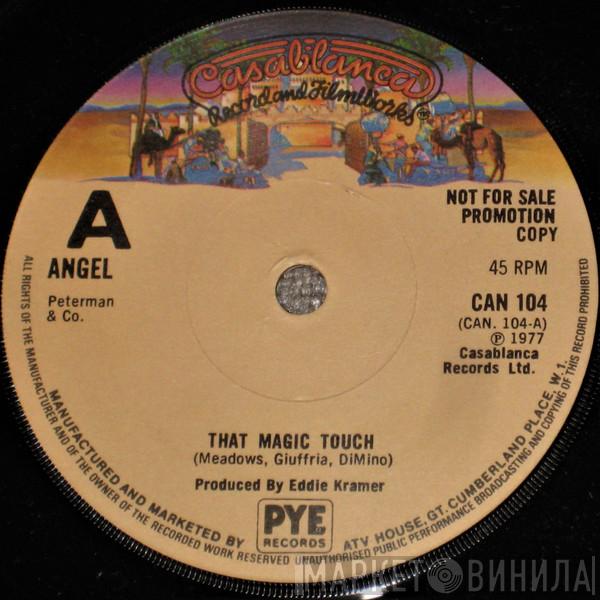 Casablanca
Record and FilmWorks
A
NOT FOR SALE
PROMOTION
COPY
ANGEL
45 RPM
Peterman
& Co.
CAN 104
(CAN. 104-A)
℗ 1977
Casablanca
Records Ltd.
THAT MAGIC TOUCH
(Meadows, Giuffria, DiMino)
Produced By Eddie Kramer
PYE
RECORDS
MANUFACTURED AND MARKETED BY
ATV HOUSE, GT. CUMBERLAND PLACE, W.1.
ALL RIGHTS OF THE MANUFACTURER AND OF THE OWNER OF THE RECORDED WORK RESERVED UNAUTHORISED PUBLIC PERFORMANCE BROADCASTING AND COPYING OF THIS RECORD PROHIBITED
МАРКЕТ ВИНИЛА